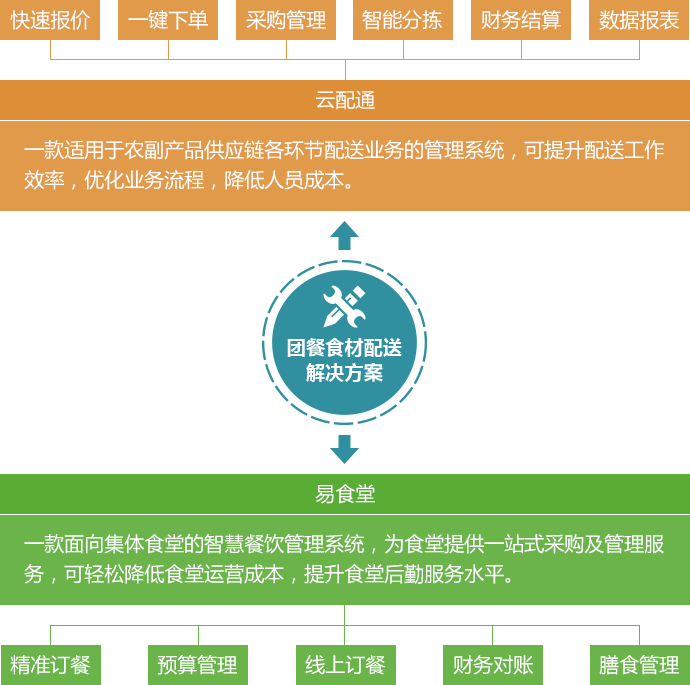 快速报价
一键下单
采购管理
智能分拣
财务结算
数据报表
云配通
一款适用于农副产品供应链各环节配送业务的管理系统，可提升配送工作
效率，优化业务流程，降低人员成本。
团餐食材配送
解决方案
易食堂
一款面向集体食堂的智慧餐饮管理系统，为食堂提供一站式采购及管理服
务，可轻松降低食堂运营成本，提升食堂后勤服务水平。
精准订餐
预算管理
线上订餐
财务对账
膳食管理